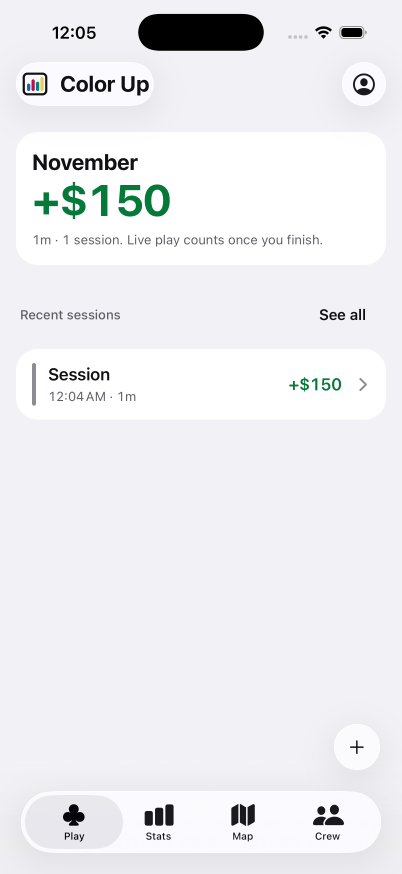 12:05
Color Up
November
+$150
1m · 1 session. Live play counts once you finish.
Recent sessions
See all
Session
+$150
12:04 AM · 1m
+
Play
Stats
Map
Crew